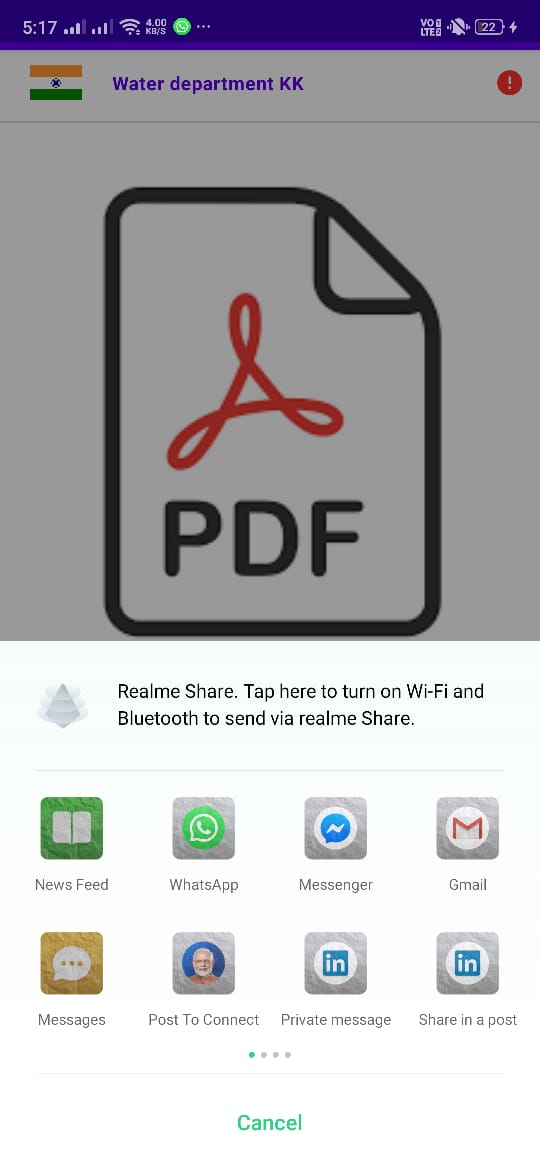 5:17
4.00
KB/S
VO
LTE
22
Water department KK
!
PDF
Realme Share. Tap here to turn on Wi-Fi and
Bluetooth to send via realme Share.
News Feed
WhatsApp
Messenger
Gmail
Messages
Post To Connect
Private message
Share in a post
in
in
Cancel